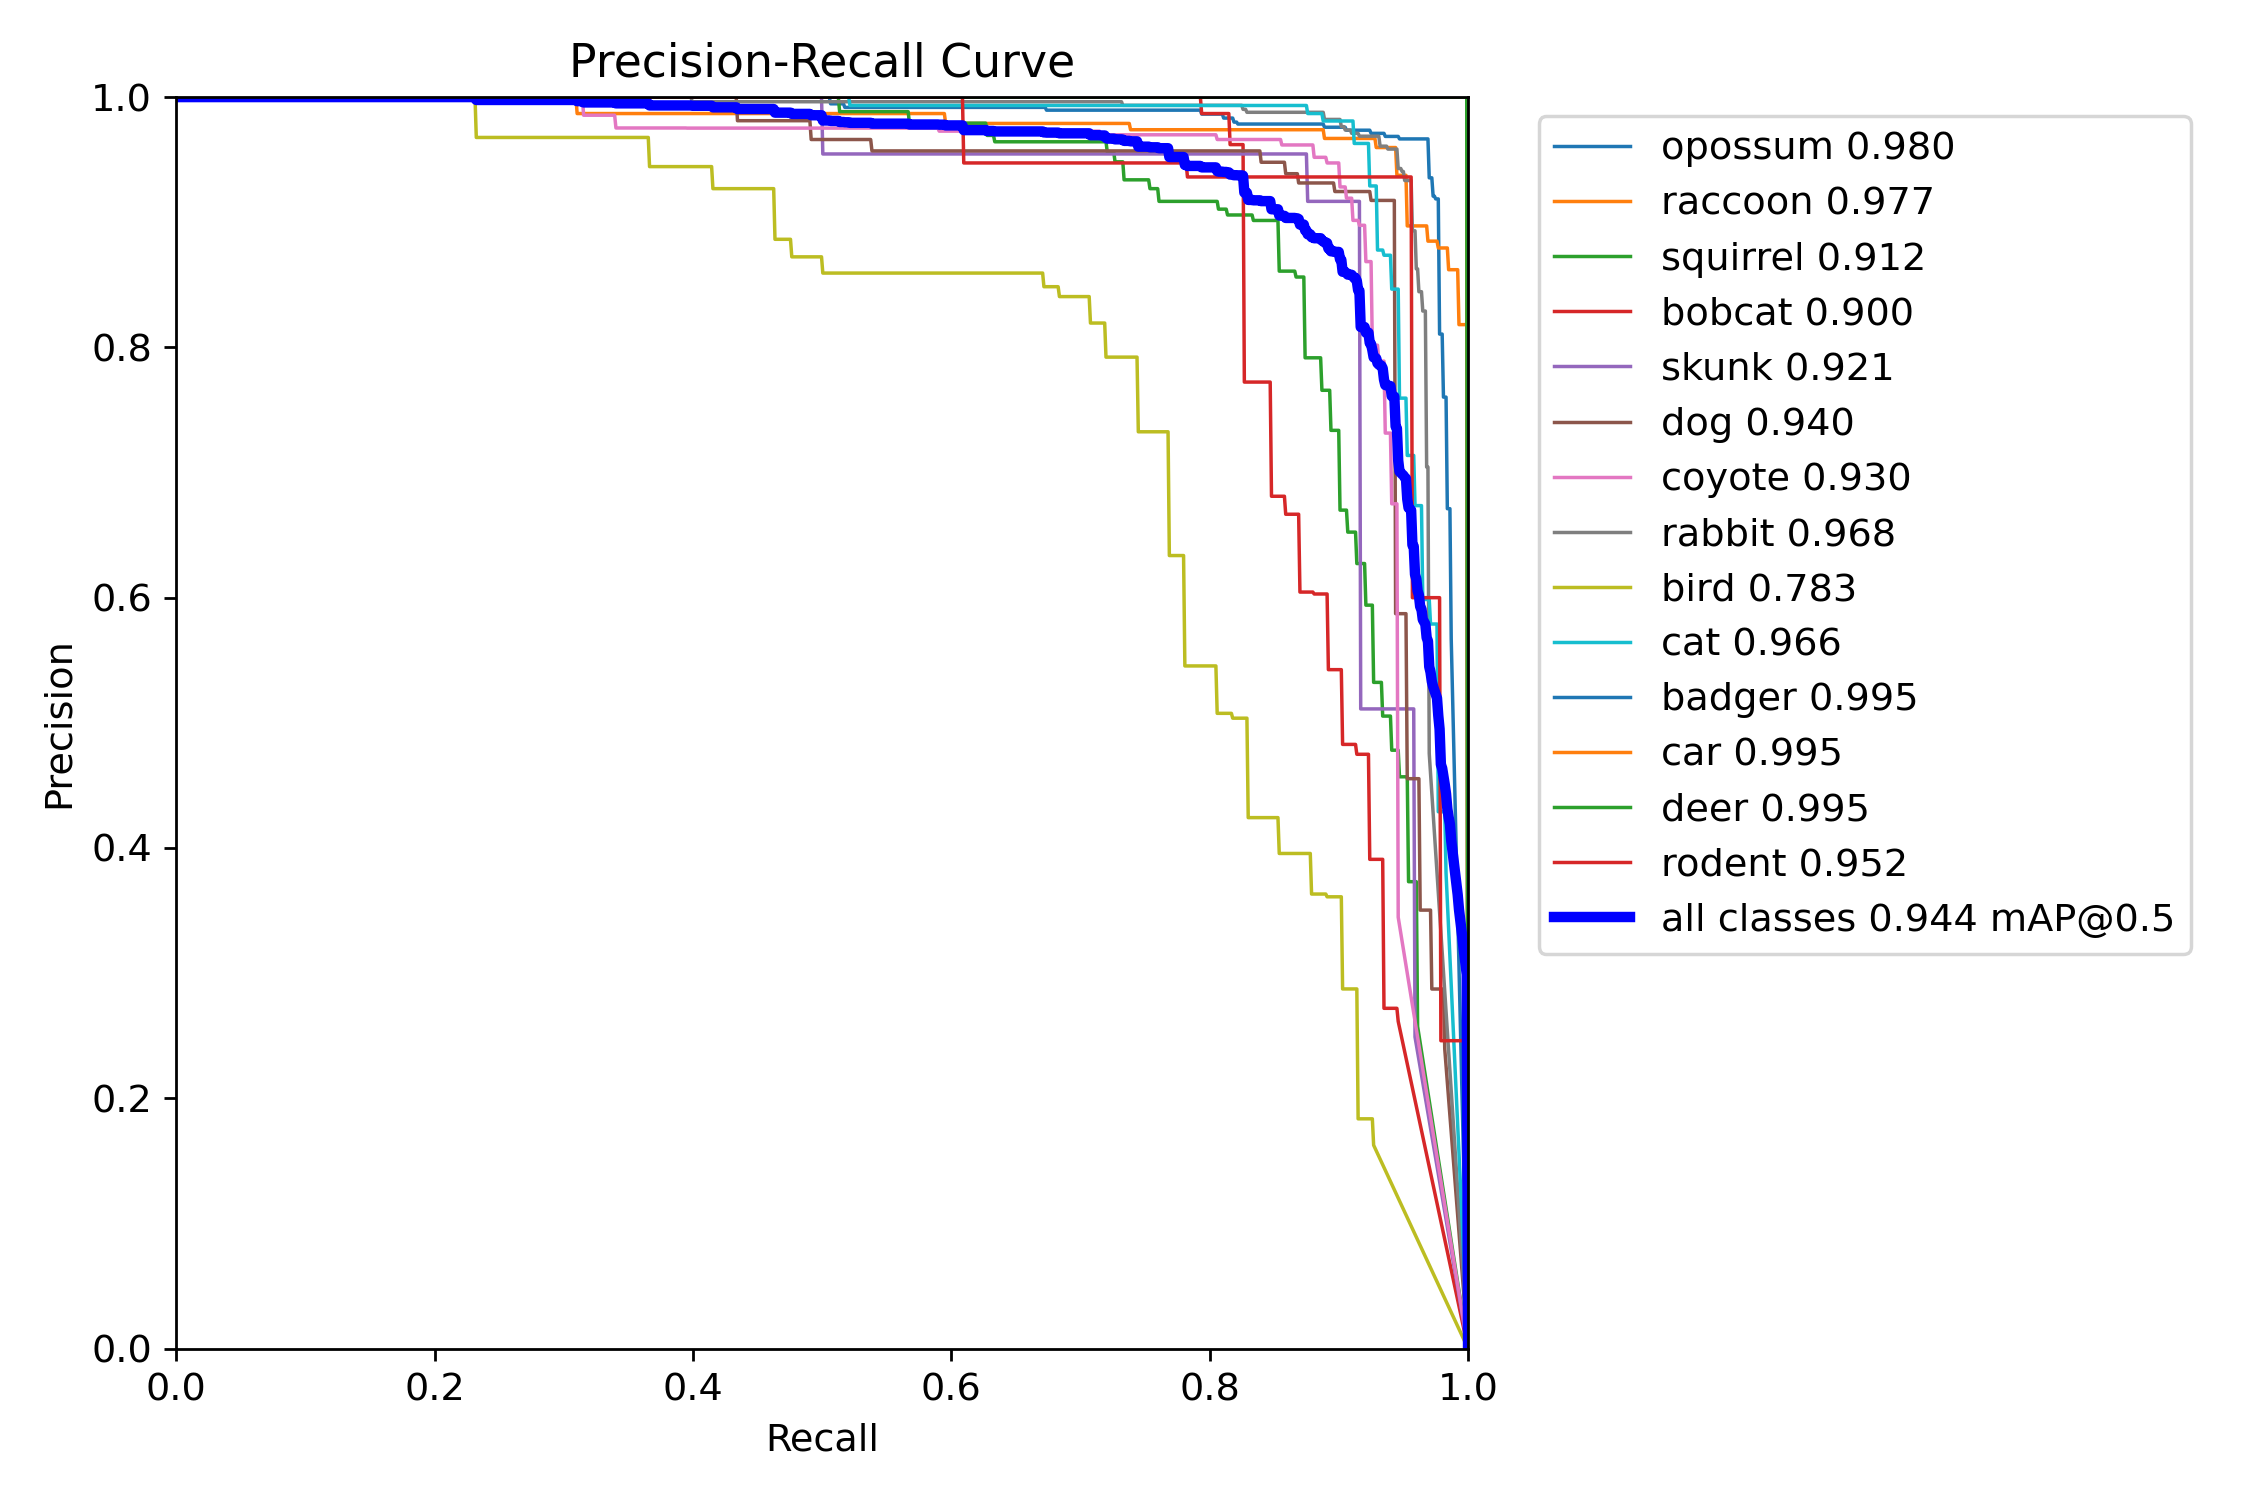 Precision-Recall Curve
1.0
0.8
0.6
0.4
0.2
0.0
Precision
0.0 0.2 0.4 0.6 0.8 1.0
Recall
opossum 0.980
raccoon 0.977
squirrel 0.912
bobcat 0.900
skunk 0.921
dog 0.940
coyote 0.930
rabbit 0.968
bird 0.783
cat 0.966
badger 0.995
car 0.995
deer 0.995
rodent 0.952
all classes 0.944 mAP@0.5